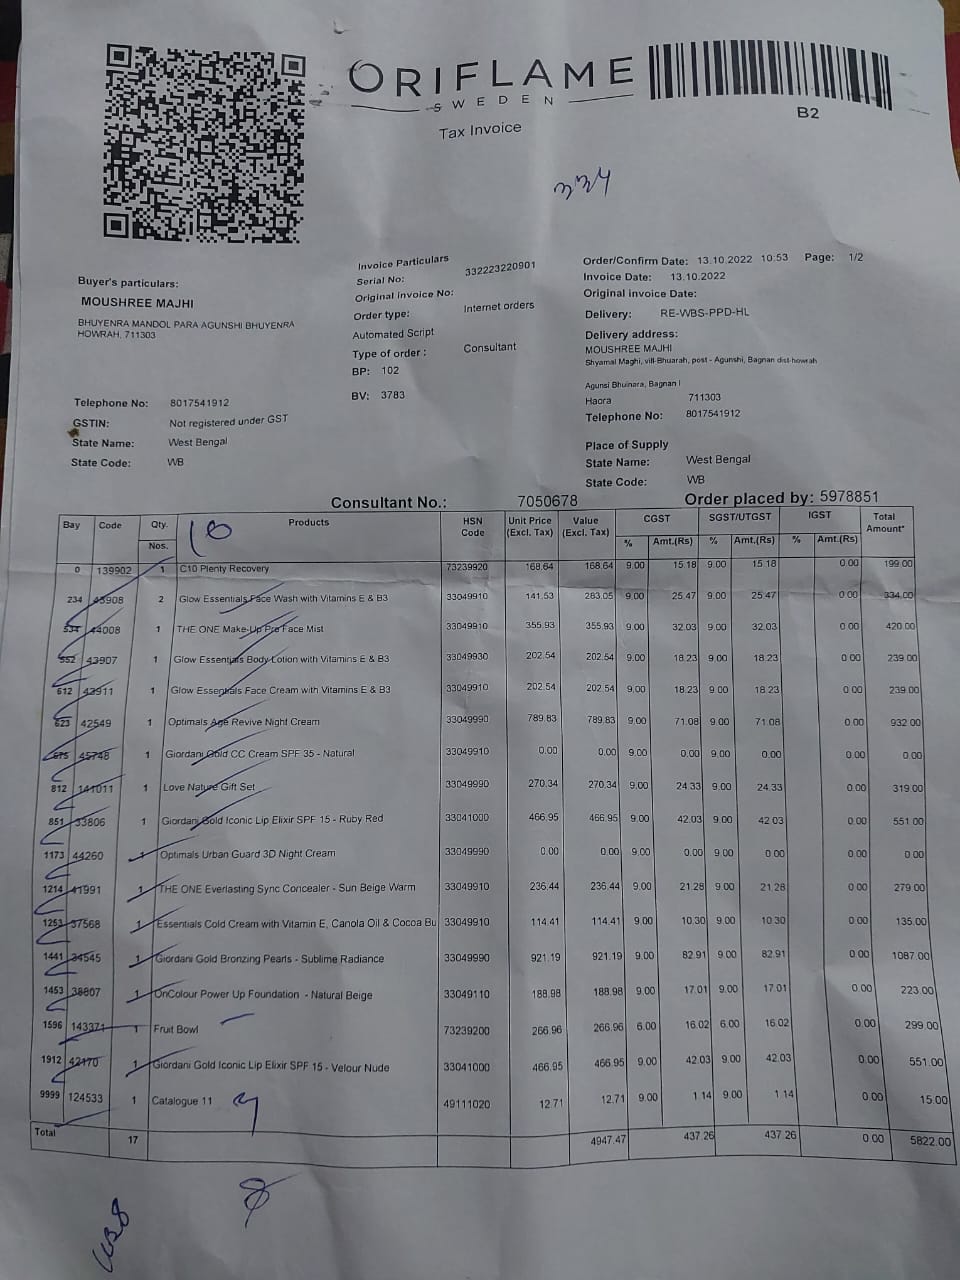 ORIFLAME
SWEDEN
B2
Tax Invoice
334
Buyer's particulars:
MOUSHREE MAJHI
BHUYENRA MANDOL PARA AGUNSHI BHUYENRA
HOWRAH, 711303
Telephone No: 8017541912
GSTIN: Not registered under GST
State Name: West Bengal
State Code: WB
Invoice Particulars
Serial No: 332223220901
Original invoice No:
Order type: Internet orders
Automated Script
Type of order : Consultant
BP: 102
BV: 3783
Order/Confirm Date: 13.10.2022 10:53 Page: 1/2
Invoice Date: 13.10.2022
Original invoice Date:
Delivery: RE-WBS-PPD-HL
Delivery address:
MOUSHREE MAJHI
Shyamal Maghi, vill-Bhuarah, post - Agunshi, Bagnan dist-howrah
Agunsi Bhuinara, Bagnan I
Haora 711303
Telephone No: 8017541912
Place of Supply
State Name: West Bengal
State Code: WB
Consultant No.: 7050678 Order placed by: 5978851
Bay Code Qty. Products HSN Code Unit Price (Excl. Tax) Value (Excl. Tax) CGST SGST/UTGST IGST Total Amount*
Nos. % Amt.(Rs) % Amt.(Rs) % Amt.(Rs)
0 139902 1 C10 Plenty Recovery 73239920 168.64 168.64 9.00 15.18 9.00 15.18 0.00 199.00
234 45908 2 Glow Essentials Face Wash with Vitamins E & B3 33049910 141.53 283.05 9.00 25.47 9.00 25.47 0.00 334.00
534 44008 1 THE ONE Make-Up Pro Face Mist 33049910 355.93 355.93 9.00 32.03 9.00 32.03 0.00 420.00
552 43907 1 Glow Essentials Body Lotion with Vitamins E & B3 33049930 202.54 202.54 9.00 18.23 9.00 18.23 0.00 239.00
612 43911 1 Glow Essentials Face Cream with Vitamins E & B3 33049910 202.54 202.54 9.00 18.23 9.00 18.23 0.00 239.00
623 42549 1 Optimals Age Revive Night Cream 33049990 789.83 789.83 9.00 71.08 9.00 71.08 0.00 932.00
675 45748 1 Giordani Gold CC Cream SPF 35 - Natural 33049910 0.00 0.00 9.00 0.00 9.00 0.00 0.00 0.00
812 141011 1 Love Nature Gift Set 33049990 270.34 270.34 9.00 24.33 9.00 24.33 0.00 319.00
851 33806 1 Giordani Gold Iconic Lip Elixir SPF 15 - Ruby Red 33041000 466.95 466.95 9.00 42.03 9.00 42.03 0.00 551.00
1173 44260 1 Optimals Urban Guard 3D Night Cream 33049990 0.00 0.00 9.00 0.00 9.00 0.00 0.00 0.00
1214 41991 1 THE ONE Everlasting Sync Concealer - Sun Beige Warm 33049910 236.44 236.44 9.00 21.28 9.00 21.28 0.00 279.00
1253 37568 1 Essentials Cold Cream with Vitamin E, Canola Oil & Cocoa Bu 33049910 114.41 114.41 9.00 10.30 9.00 10.30 0.00 135.00
1441 34545 1 Giordani Gold Bronzing Pearls - Sublime Radiance 33049990 921.19 921.19 9.00 82.91 9.00 82.91 0.00 1087.00
1453 38807 1 OnColour Power Up Foundation - Natural Beige 33049110 188.98 188.98 9.00 17.01 9.00 17.01 0.00 223.00
1596 143371 1 Fruit Bowl 73239200 266.96 266.96 6.00 16.02 6.00 16.02 0.00 299.00
1912 42170 1 Giordani Gold Iconic Lip Elixir SPF 15 - Velour Nude 33041000 466.95 466.95 9.00 42.03 9.00 42.03 0.00 551.00
9999 124533 1 Catalogue 11 49111020 12.71 12.71 9.00 1.14 9.00 1.14 0.00 15.00
Total 17 4947.47 437.26 437.26 0.00 5822.00